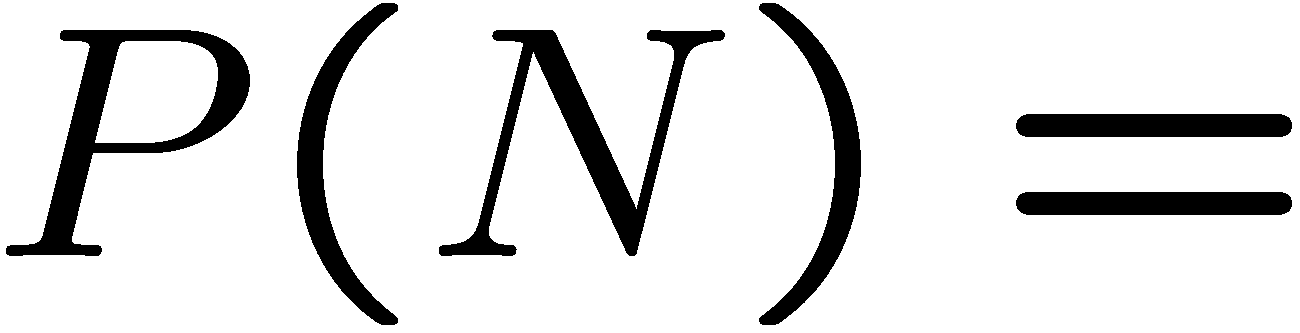 P(N) =